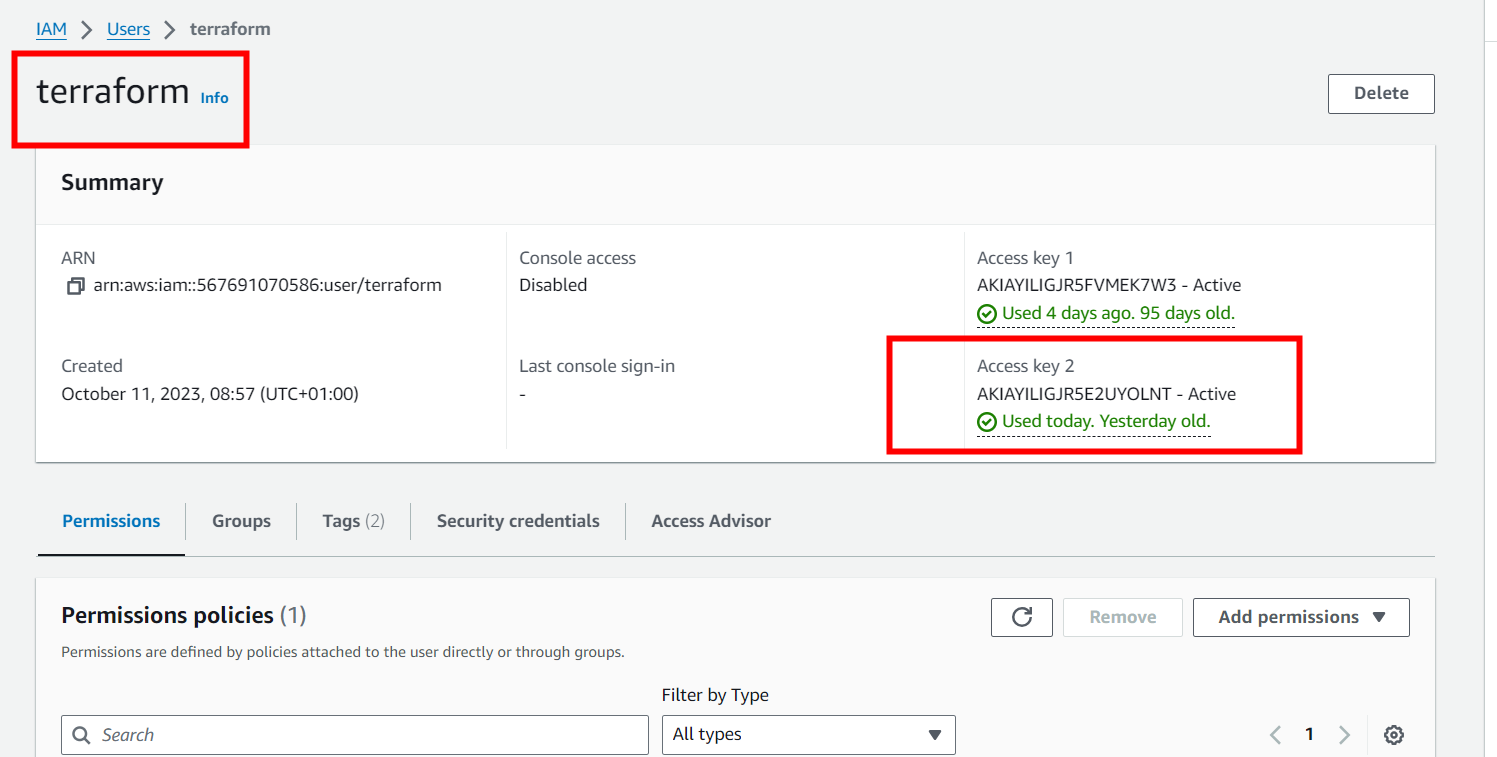 IAM > Users > terraform
terraform Info
Delete
Summary
ARN
arn:aws:iam::567691070586:user/terraform
Console access
Disabled
Access key 1
AKIAYILIGJR5FVMEK7W3 - Active
Used 4 days ago. 95 days old.
Created
October 11, 2023, 08:57 (UTC+01:00)
Last console sign-in
-
Access key 2
AKIAYILIGJR5E2UYOLNT - Active
Used today. Yesterday old.
Permissions
Groups
Tags (2)
Security credentials
Access Advisor
Permissions policies (1)
Remove
Add permissions
Permissions are defined by policies attached to the user directly or through groups.
Filter by Type
Search
All types
1